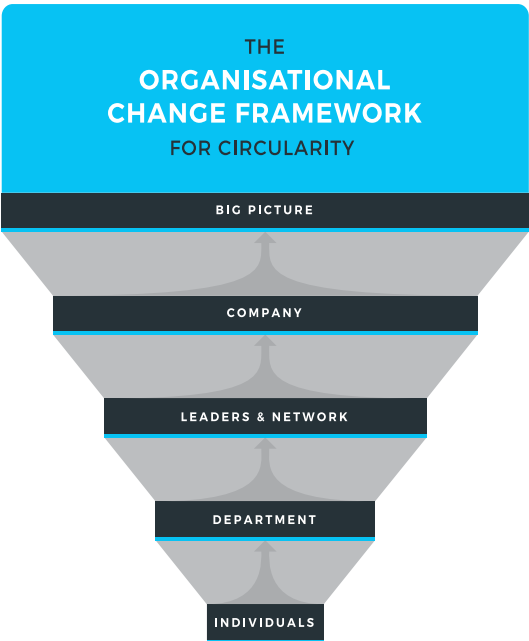 THE
ORGANISATIONAL
CHANGE FRAMEWORK
FOR CIRCULARITY
BIG PICTURE
COMPANY
LEADERS & NETWORK
DEPARTMENT
INDIVIDUALS